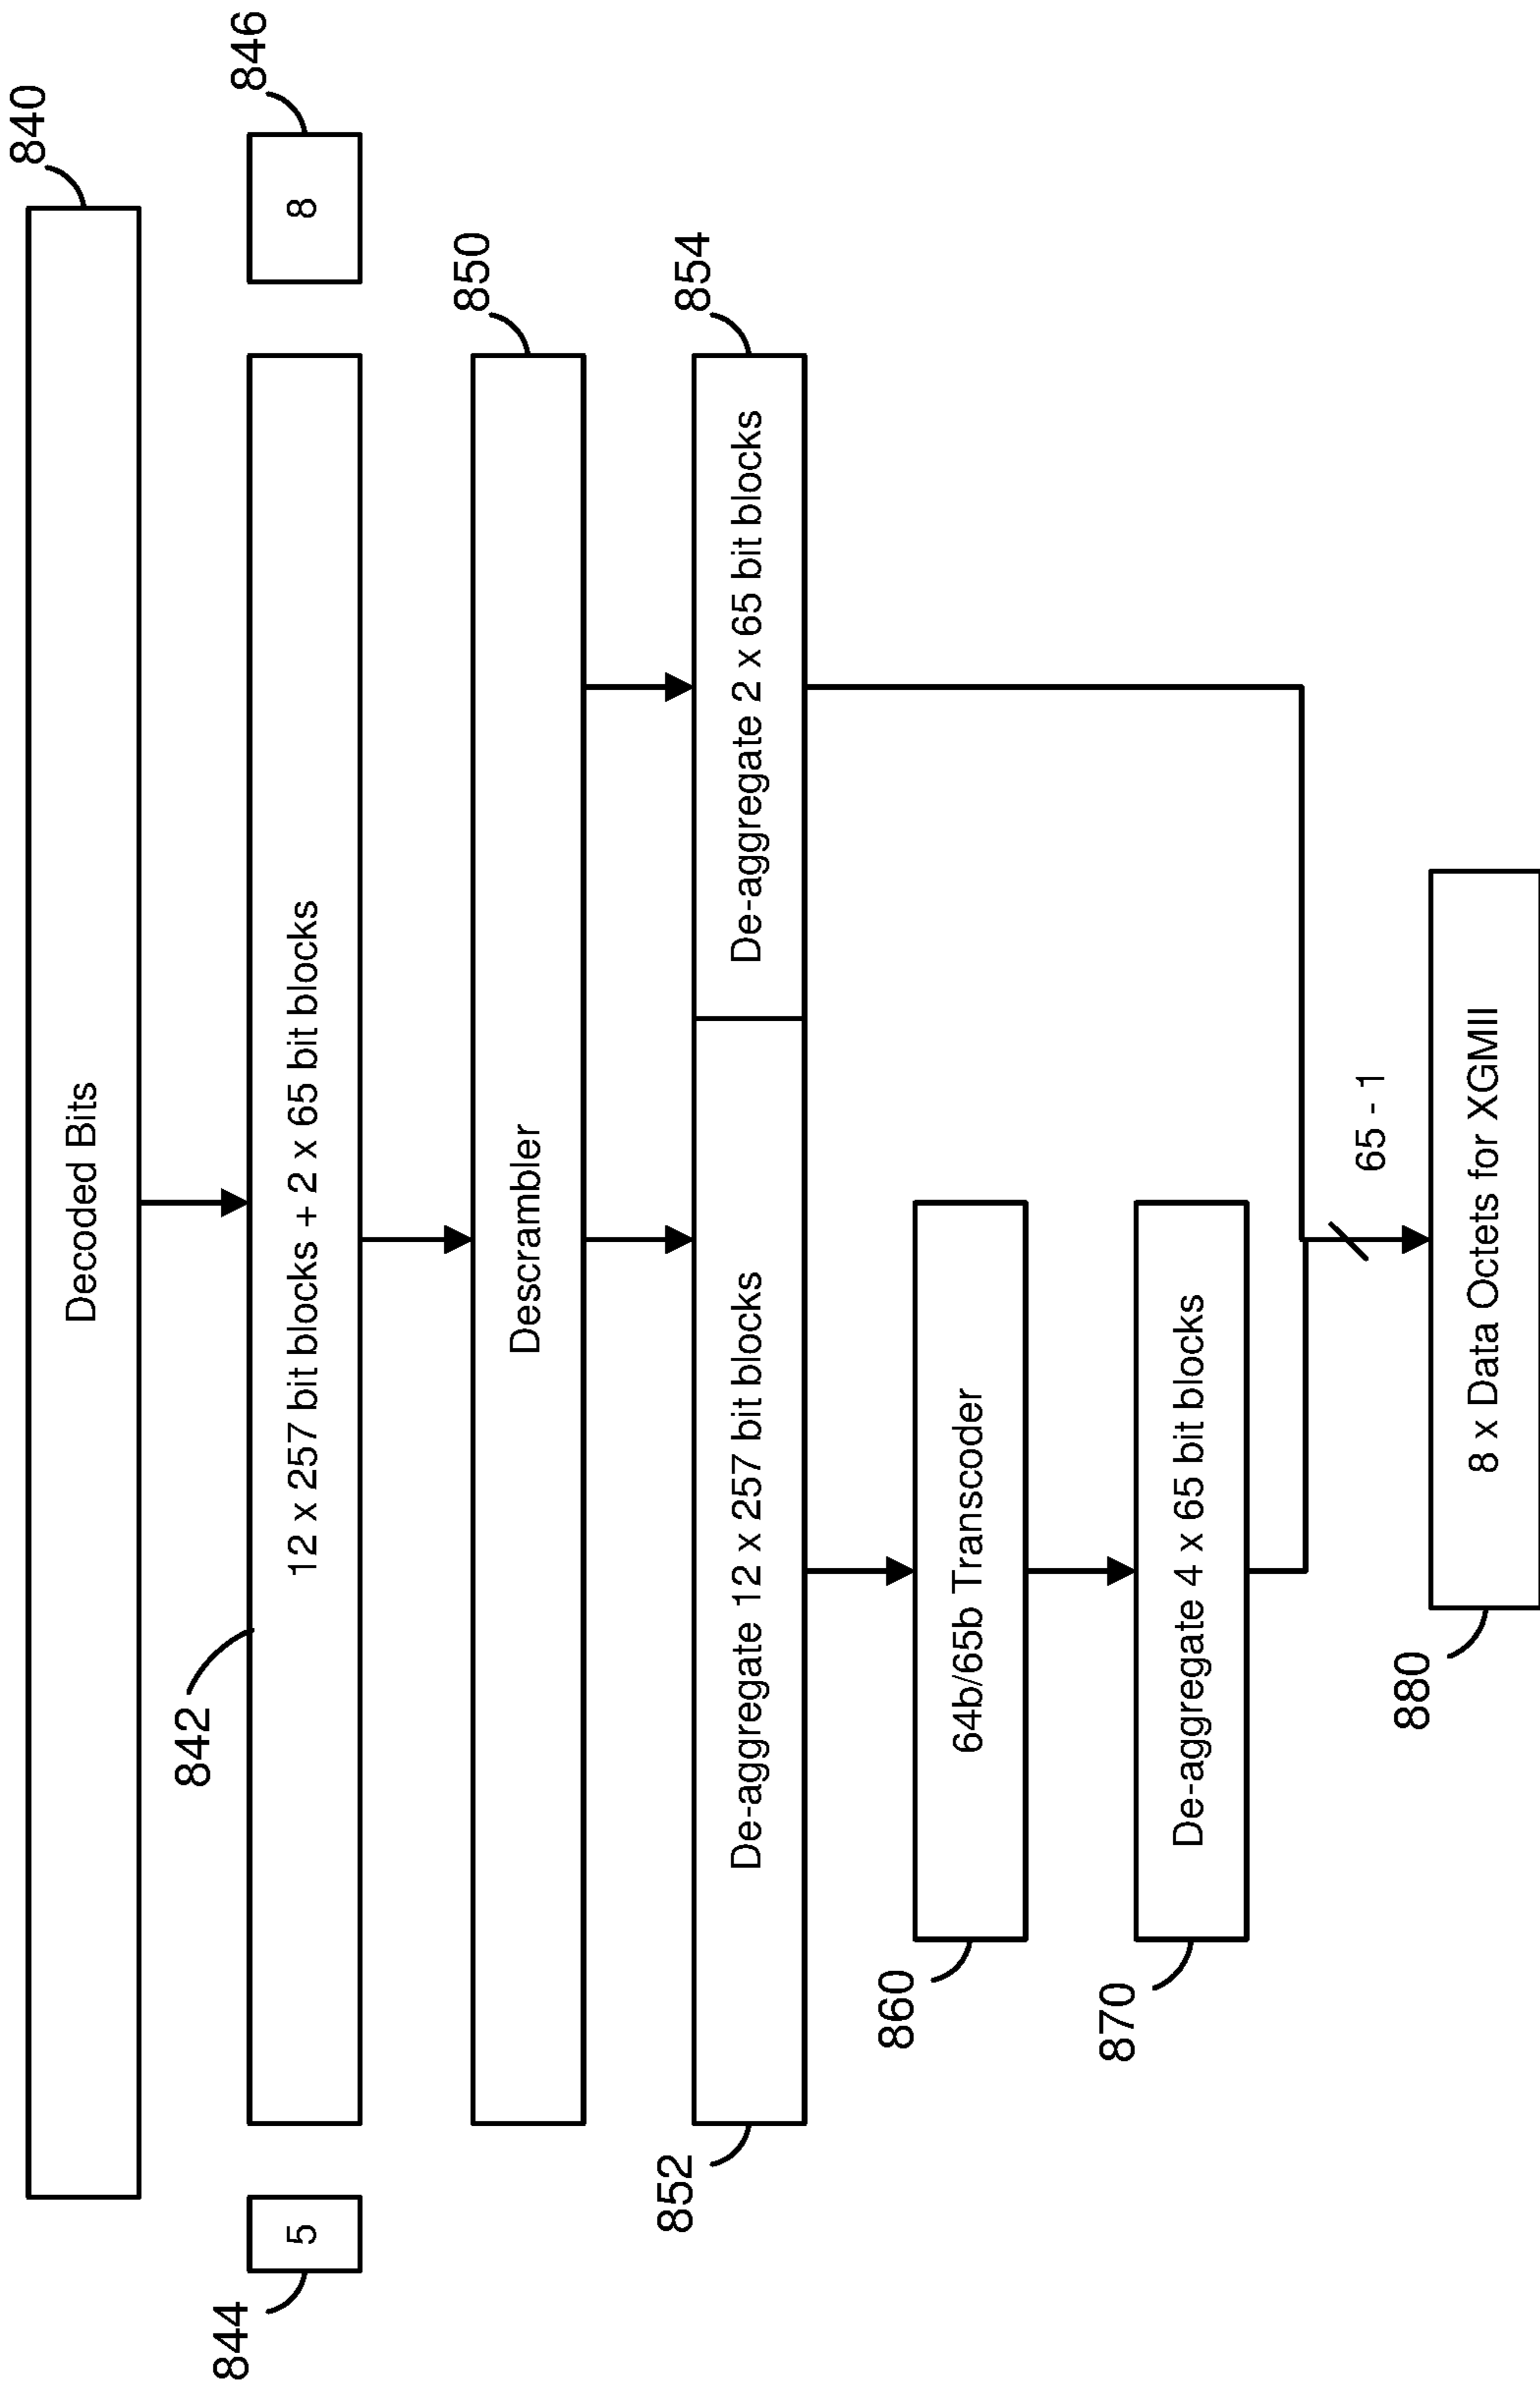 840
Decoded Bits
846
842
844
5
12 x 257 bit blocks + 2 x 65 bit blocks
8
850
Descrambler
852
854
De-aggregate 12 x 257 bit blocks
De-aggregate 2 x 65 bit blocks
860
64b/65b Transcoder
870
De-aggregate 4 x 65 bit blocks
65 - 1
880
8 x Data Octets for XGMII